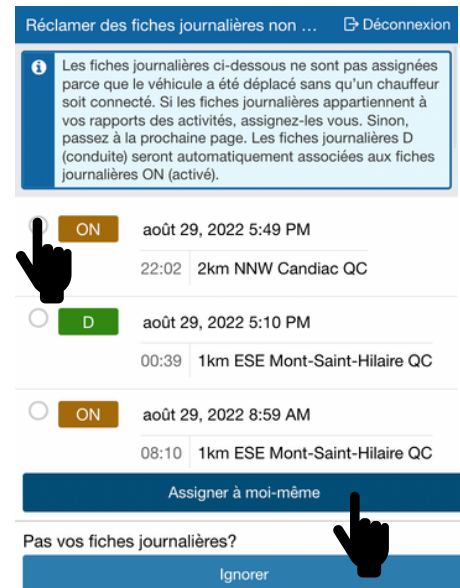 Réclamer des fiches journalières non ... Déconnexion
Les fiches journalières ci-dessous ne sont pas assignées
parce que le véhicule a été déplacé sans qu'un chauffeur
soit connecté. Si les fiches journalières appartiennent à
vos rapports des activités, assignez-les vous. Sinon,
passez à la prochaine page. Les fiches journalières D
(conduite) seront automatiquement associées aux fiches
journalières ON (activé).
ON août 29, 2022 5:49 PM
22:02 2km NNW Candiac QC
D août 29, 2022 5:10 PM
00:39 1km ESE Mont-Saint-Hilaire QC
ON août 29, 2022 8:59 AM
08:10 1km ESE Mont-Saint-Hilaire QC
Assigner à moi-même
Pas vos fiches journalières?
Ignorer